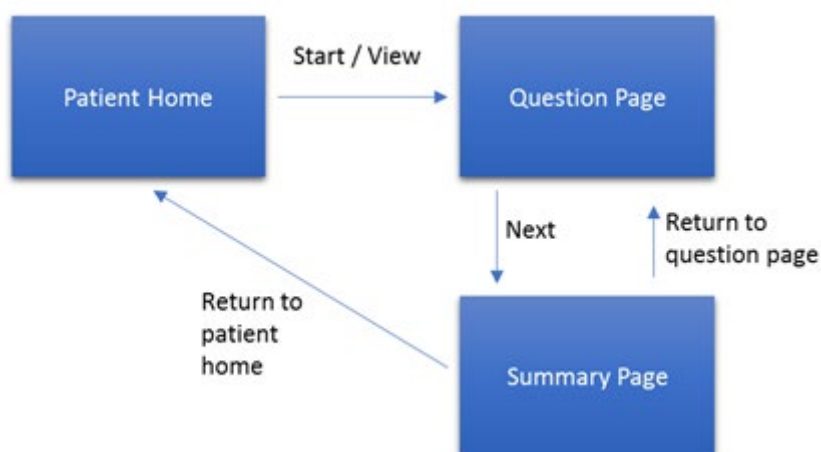 Start / View
Patient Home
Question Page
Next
Return to
question page
Return to
patient
home
Summary Page